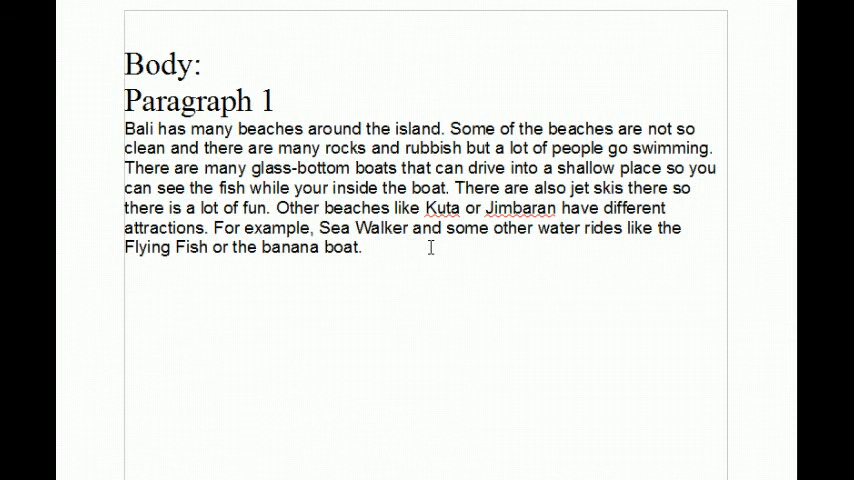 Body:
Paragraph 1
Bali has many beaches around the island. Some of the beaches are not so
clean and there are many rocks and rubbish but a lot of people go swimming.
There are many glass-bottom boats that can drive into a shallow place so you
can see the fish while your inside the boat. There are also jet skis there so
there is a lot of fun. Other beaches like Kuta or Jimbaran have different
attractions. For example, Sea Walker and some other water rides like the
Flying Fish or the banana boat.